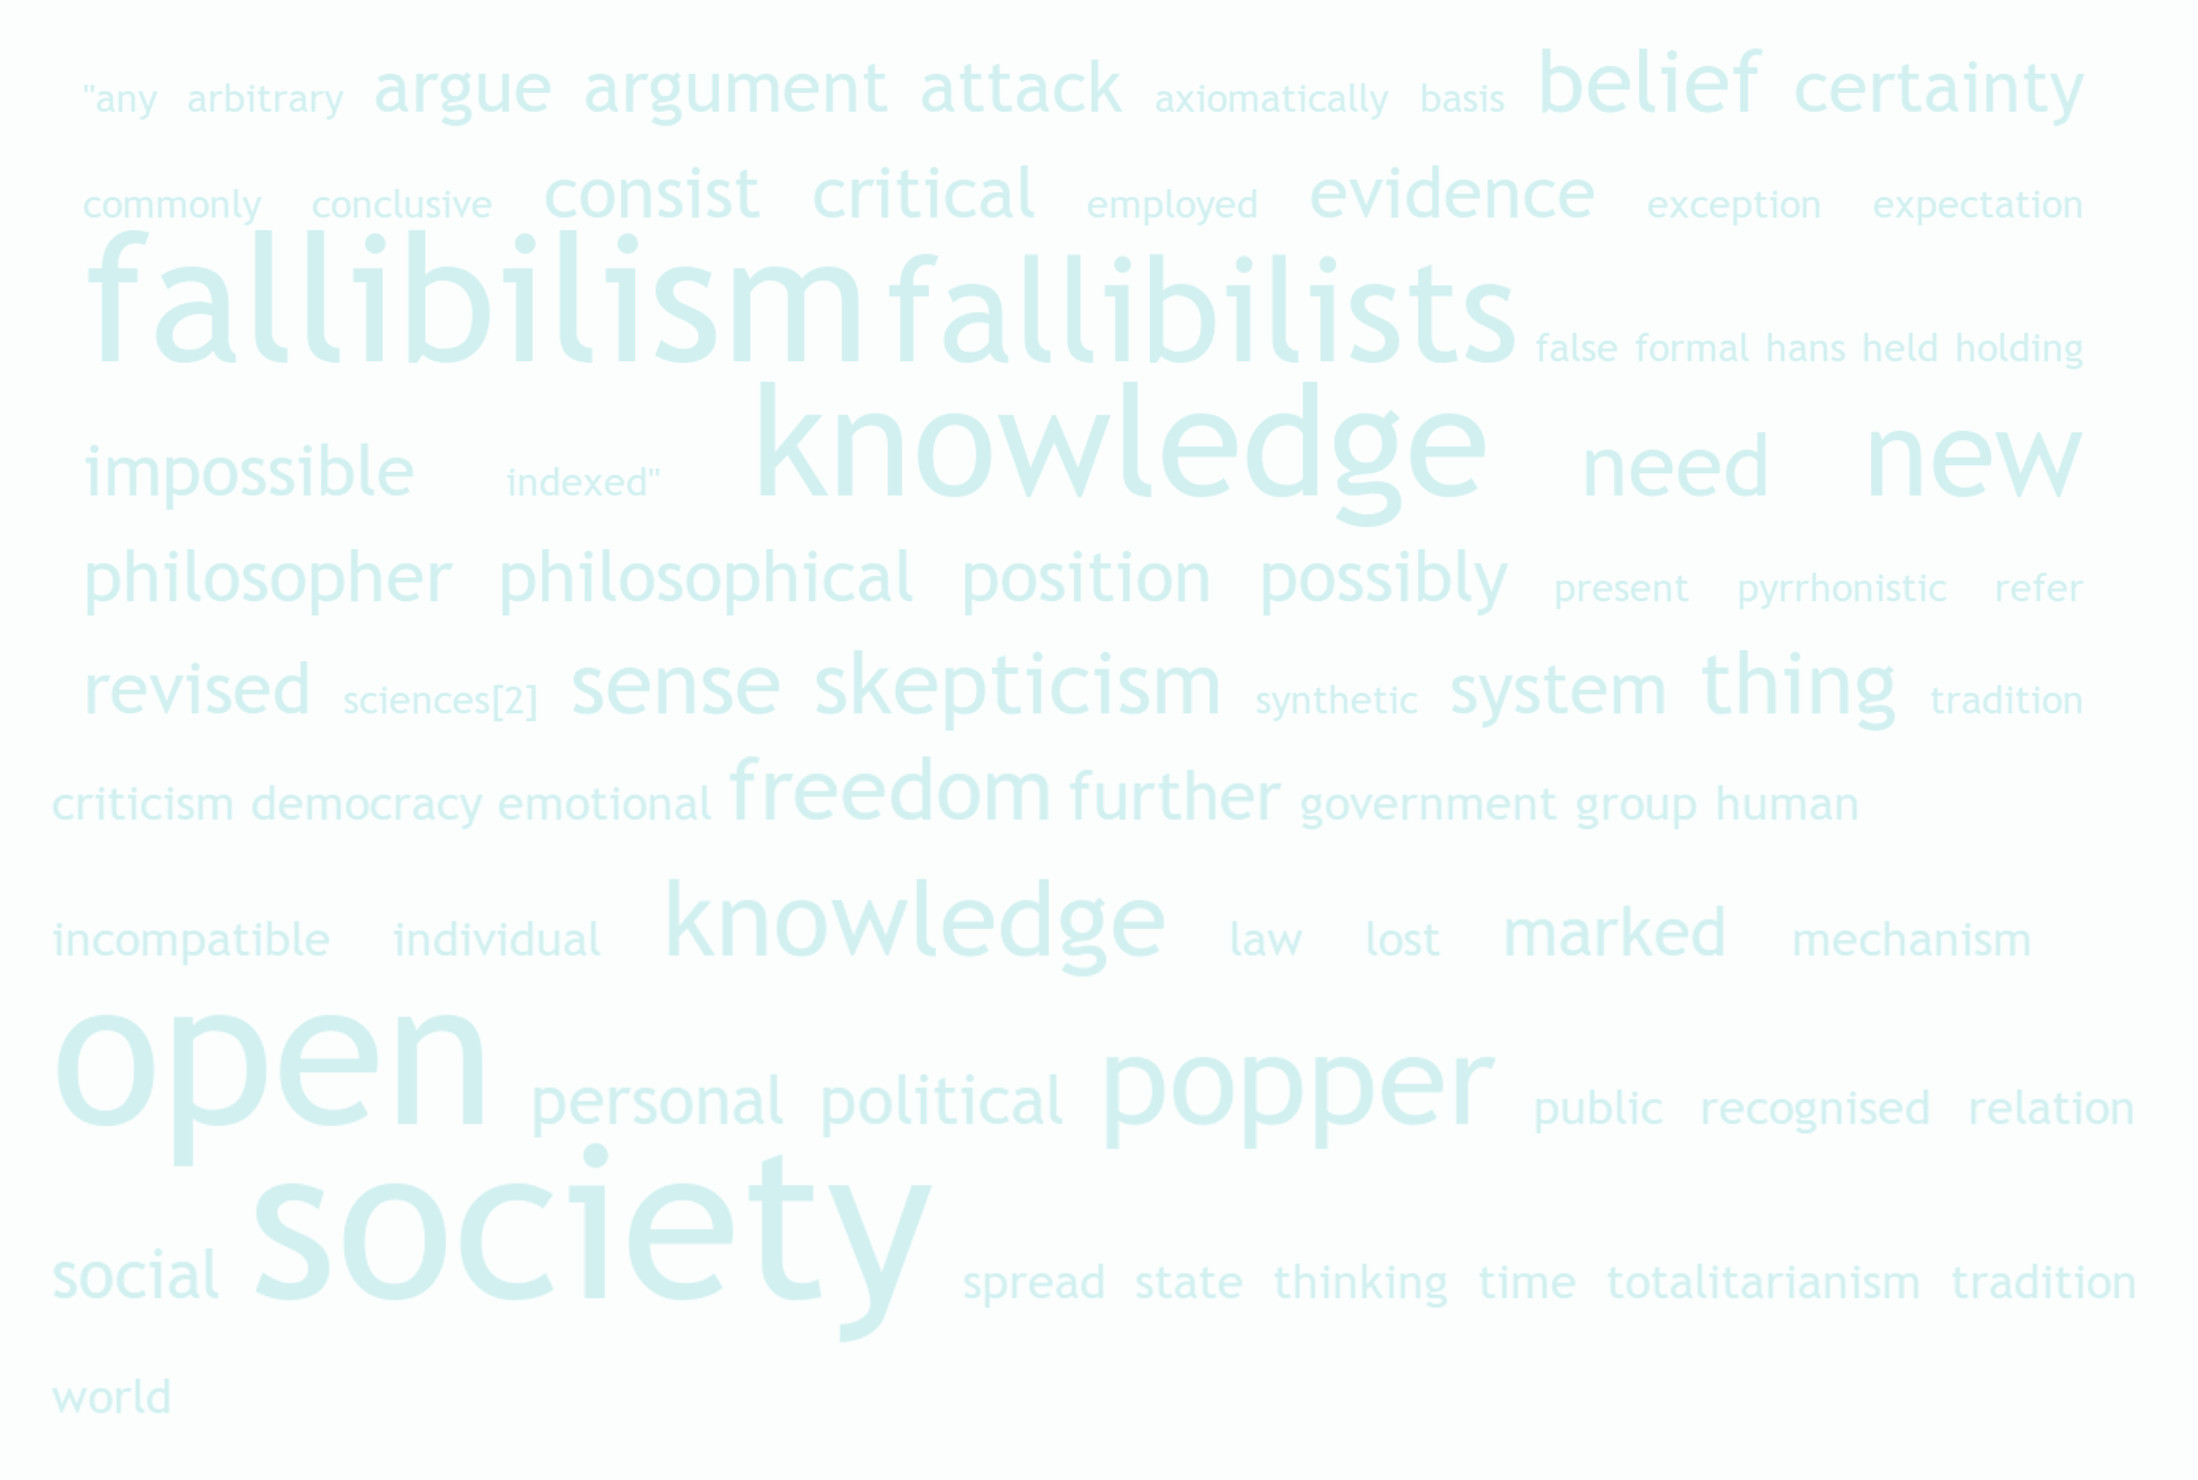 "any arbitrary argue argument attack axiomatically basis belief certainty
commonly conclusive consist critical employed evidence exception expectation
fallibilism fallibilists false formal hans held holding
impossible indexed" knowledge need new
philosopher philosophical position possibly present pyrrhonistic refer
revised sciences[2] sense skepticism synthetic system thing tradition
criticism democracy emotional freedom further government group human
incompatible individual knowledge law lost marked mechanism
open personal political popper public recognised relation
social society spread state thinking time totalitarianism tradition
world